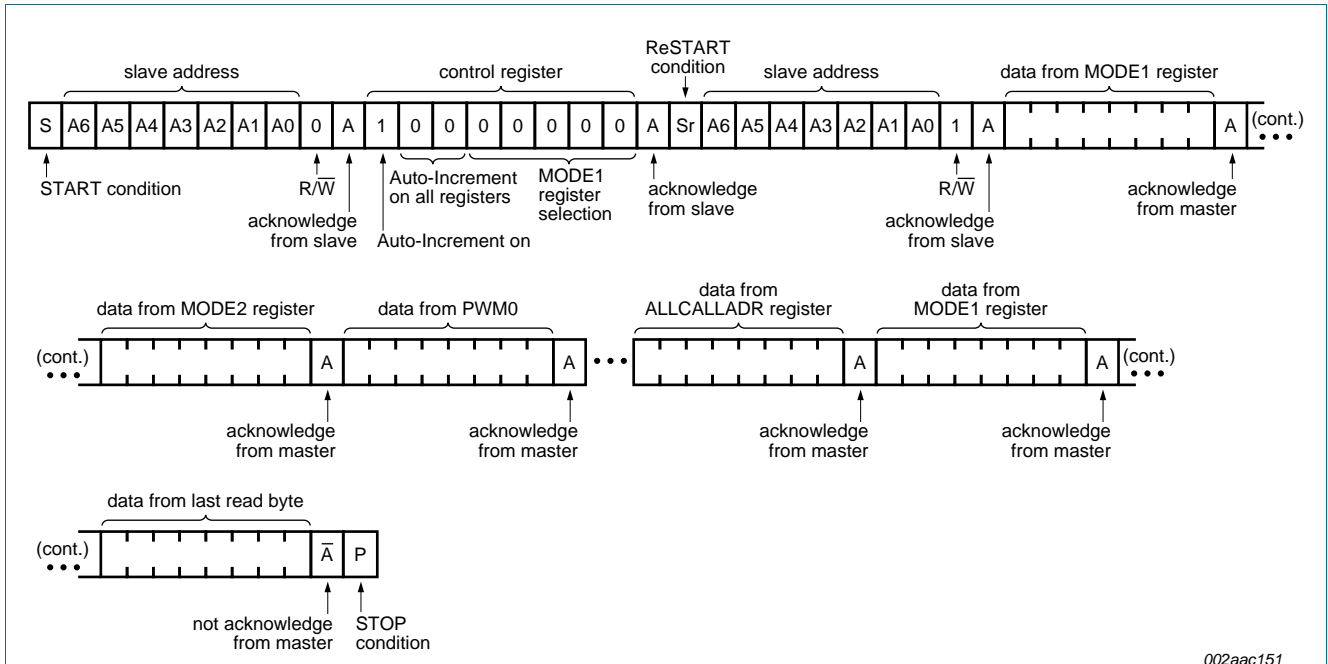 ReSTART
condition
slave address
control register
slave address
data from MODE1 register
S A6 A5 A4 A3 A2 A1 A0 0 A 1 0 0 0 0 0 0 0 A Sr A6 A5 A4 A3 A2 A1 A0 1 A A (cont.)
START condition
R/W̅
acknowledge
from slave
Auto-Increment on
Auto-Increment
on all registers
MODE1
register
selection
acknowledge
from slave
R/W̅
acknowledge
from slave
acknowledge
from master
data from MODE2 register
data from PWM0
data from
ALLCALLADR register
data from
MODE1 register
(cont.) A A A A (cont.)
acknowledge
from master
acknowledge
from master
acknowledge
from master
acknowledge
from master
data from last read byte
(cont.) A̅ P
not acknowledge
from master
STOP
condition
002aac151